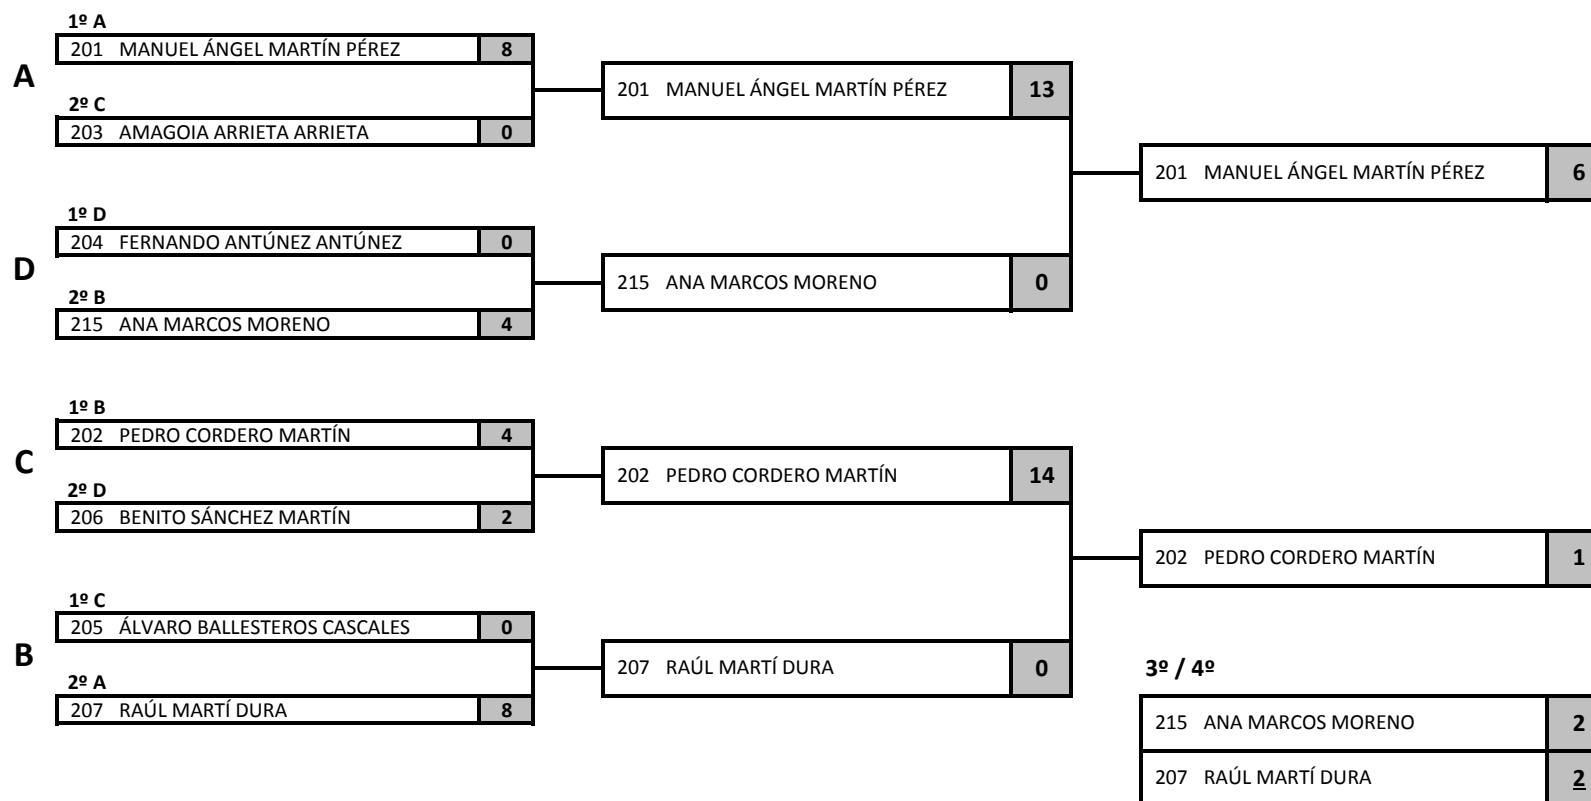 1º A
201 MANUEL ÁNGEL MARTÍN PÉREZ 8
A
2º C
203 AMAGOIA ARRIETA ARRIETA 0
201 MANUEL ÁNGEL MARTÍN PÉREZ 13
201 MANUEL ÁNGEL MARTÍN PÉREZ 6
1º D
204 FERNANDO ANTÚNEZ ANTÚNEZ 0
D
2º B
215 ANA MARCOS MORENO 4
215 ANA MARCOS MORENO 0
1º B
202 PEDRO CORDERO MARTÍN 4
C
2º D
206 BENITO SÁNCHEZ MARTÍN 2
202 PEDRO CORDERO MARTÍN 14
202 PEDRO CORDERO MARTÍN 1
1º C
205 ÁLVARO BALLESTEROS CASCALES 0
B
2º A
207 RAÚL MARTÍ DURA 8
207 RAÚL MARTÍ DURA 0
3º / 4º
215 ANA MARCOS MORENO 2
207 RAÚL MARTÍ DURA 2